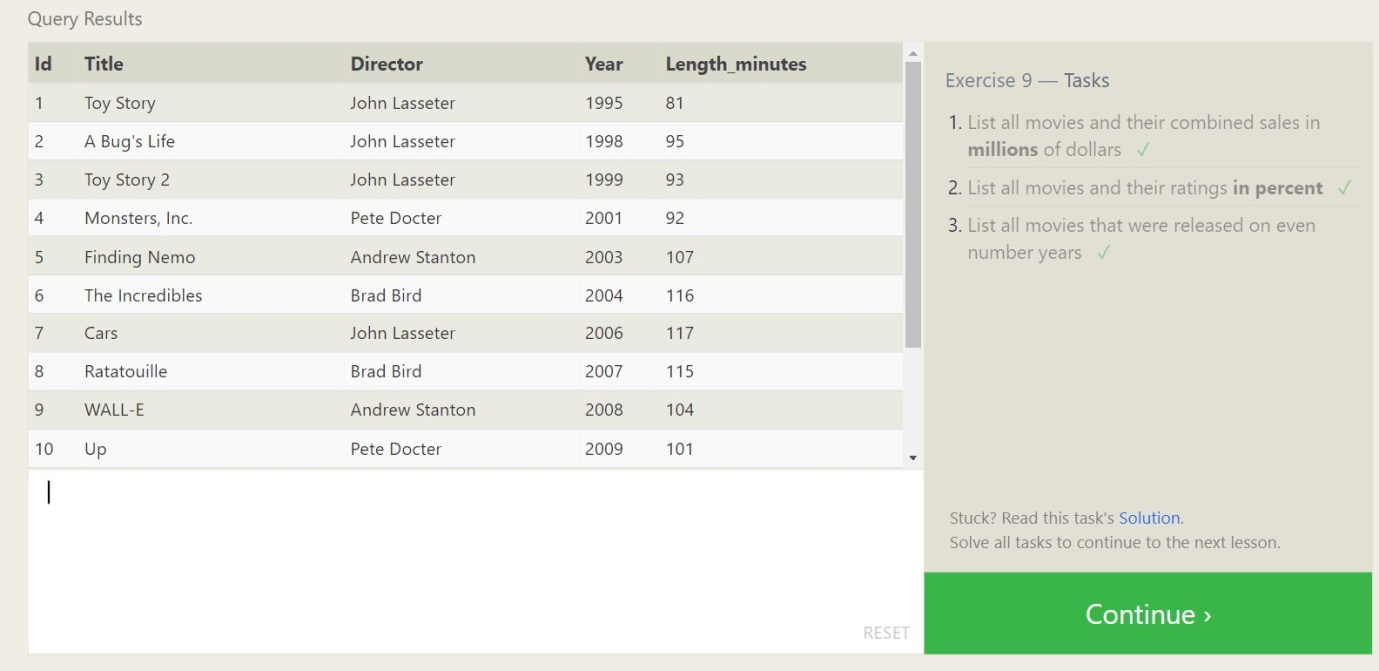 Query Results
Id Title Director Year Length_minutes
1 Toy Story John Lasseter 1995 81
2 A Bug's Life John Lasseter 1998 95
3 Toy Story 2 John Lasseter 1999 93
4 Monsters, Inc. Pete Docter 2001 92
5 Finding Nemo Andrew Stanton 2003 107
6 The Incredibles Brad Bird 2004 116
7 Cars John Lasseter 2006 117
8 Ratatouille Brad Bird 2007 115
9 WALL-E Andrew Stanton 2008 104
10 Up Pete Docter 2009 101
RESET
Exercise 9 — Tasks
1. List all movies and their combined sales in
millions of dollars ✓
2. List all movies and their ratings in percent ✓
3. List all movies that were released on even
number years ✓
Stuck? Read this task's Solution.
Solve all tasks to continue to the next lesson.
Continue ›